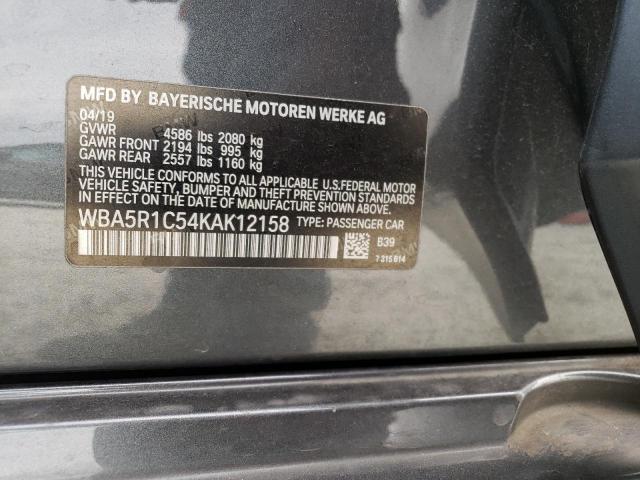 MFD BY BAYERISCHE MOTOREN WERKE AG
04/19
GVWR 4586 lbs 2080 kg
GAWR FRONT 2194 lbs 995 kg
GAWR REAR 2557 lbs 1160 kg
THIS VEHICLE CONFORMS TO ALL APPLICABLE U.S.FEDERAL MOTOR
VEHICLE SAFETY, BUMPER AND THEFT PREVENTION STANDARDS
IN EFFECT ON THE DATE OF MANUFACTURE SHOWN ABOVE.
WBA5R1C54KAK12158 TYPE: PASSENGER CAR
B39
7 315 614